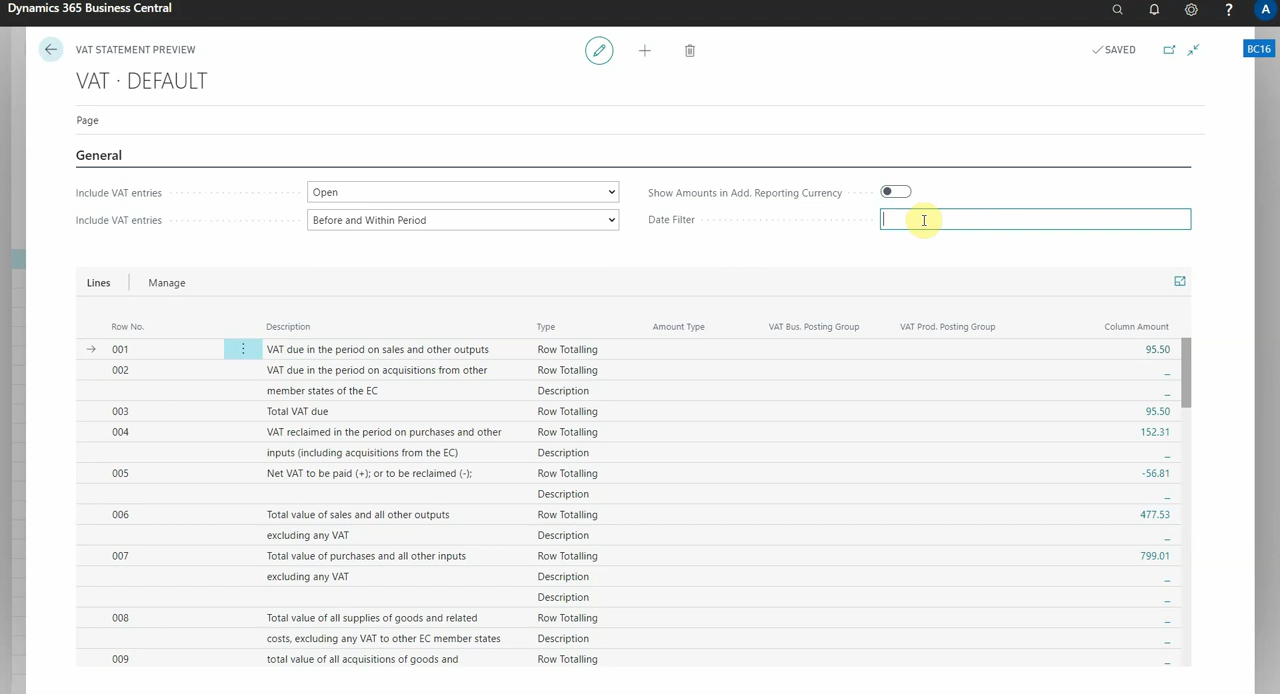 Dynamics 365 Business Central
?
A
VAT STATEMENT PREVIEW
SAVED
BC16
VAT · DEFAULT
Page
General
Include VAT entries
Open
Show Amounts in Add. Reporting Currency
Include VAT entries
Before and Within Period
Date Filter
Lines
Manage
Row No. Description Type Amount Type VAT Bus. Posting Group VAT Prod. Posting Group Column Amount
001 VAT due in the period on sales and other outputs Row Totalling 95.50
002 VAT due in the period on acquisitions from other Row Totalling _
member states of the EC Description _
003 Total VAT due Row Totalling 95.50
004 VAT reclaimed in the period on purchases and other Row Totalling 152.31
inputs (including acquisitions from the EC) Description _
005 Net VAT to be paid (+); or to be reclaimed (-); Row Totalling -56.81
Description _
006 Total value of sales and all other outputs Row Totalling 477.53
excluding any VAT Description _
007 Total value of purchases and all other inputs Row Totalling 799.01
excluding any VAT Description _
Description _
008 Total value of all supplies of goods and related Row Totalling _
costs, excluding any VAT to other EC member states Description _
009 total value of all acquisitions of goods and Row Totalling _